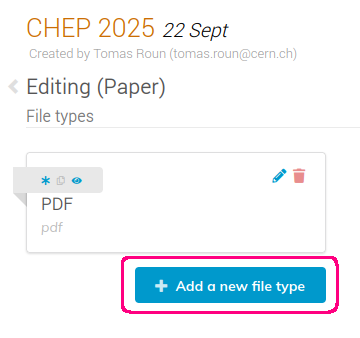 CHEP 2025 22 Sept
Created by Tomas Roun (tomas.roun@cern.ch)
Editing (Paper)
File types
PDF
pdf
Add a new file type